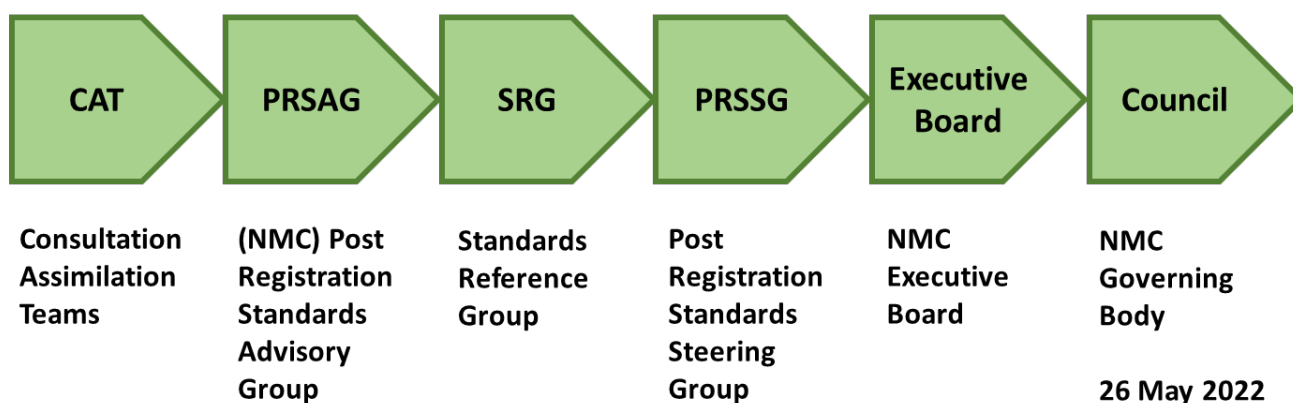 CAT
PRSAG
SRG
PRSSG
Executive
Board
Council
Consultation
Assimilation
Teams
(NMC) Post
Registration
Standards
Advisory
Group
Standards
Reference
Group
Post
Registration
Standards
Steering
Group
NMC
Executive
Board
NMC
Governing
Body
26 May 2022